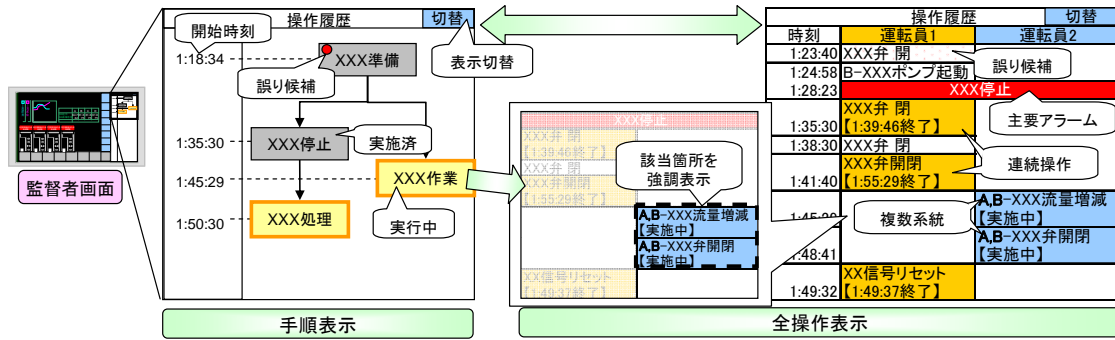 監督者画面
操作履歴
切替
開始時刻
1:18:34
XXX準備
誤り候補
表示切替
1:35:30
XXX停止
実施済
1:45:29
XXX作業
1:50:30
XXX処理
実行中
手順表示
XXX停止
XXX弁 閉
【1:39:46終了】
XXX弁 閉
XXX弁開閉
【1:55:29終了】
該当箇所を
強調表示
A,B-XXX流量増減
【実施中】
A,B-XXX弁開閉
【実施中】
XX信号リセット
【1:49:37終了】
操作履歴
切替
時刻
運転員1
運転員2
1:23:40
XXX弁 開
誤り候補
1:24:58
B-XXXポンプ起動
1:28:23
XXX停止
主要アラーム
XXX弁 閉
1:35:30
【1:39:46終了】
1:38:30
XXX弁 閉
連続操作
XXX弁開閉
1:41:40
【1:55:29終了】
複数系統
A,B-XXX流量増減
【実施中】
A,B-XXX弁開閉
1:48:41
【実施中】
XX信号リセット
1:49:32
【1:49:37終了】
全操作表示